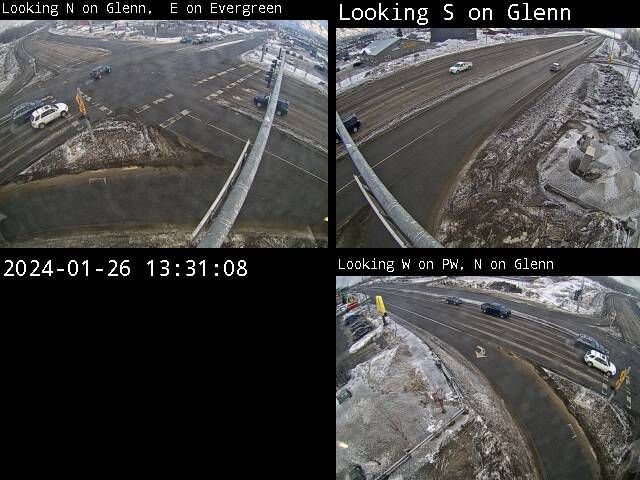 Looking N on Glenn,  E on Evergreen
Looking S on Glenn
2024-01-26 13:31:08
Looking W on PW, N on Glenn